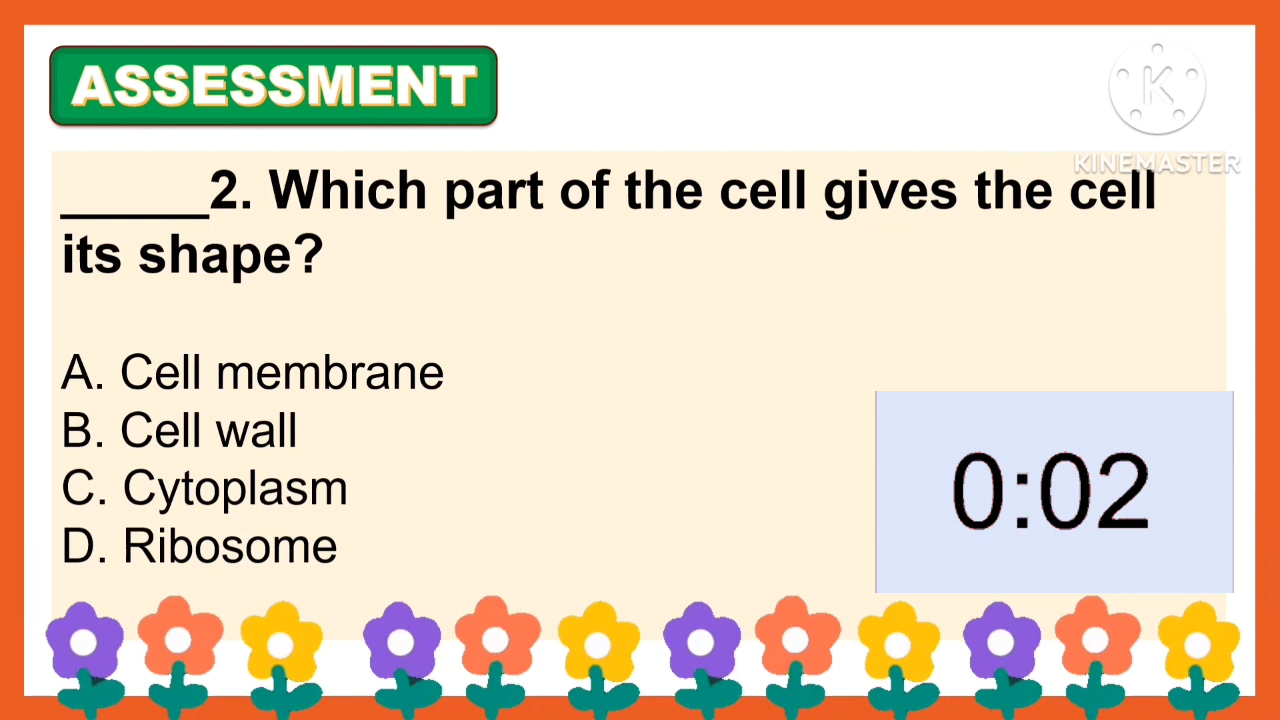 ASSESSMENT
K
KINEMASTER
_____2. Which part of the cell gives the cell
its shape?
A. Cell membrane
B. Cell wall
C. Cytoplasm
D. Ribosome
0:02